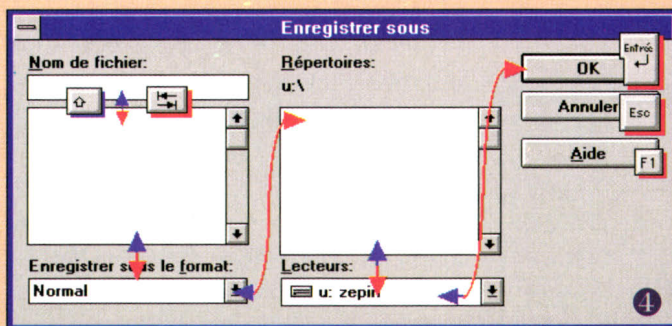 Enregistrer sous
Nom de fichier:
Répertoires:
u:\
OK
Entrée
Annuler
Esc
Aide
F1
Enregistrer sous le format:
Normal
Lecteurs:
u: zepin
4